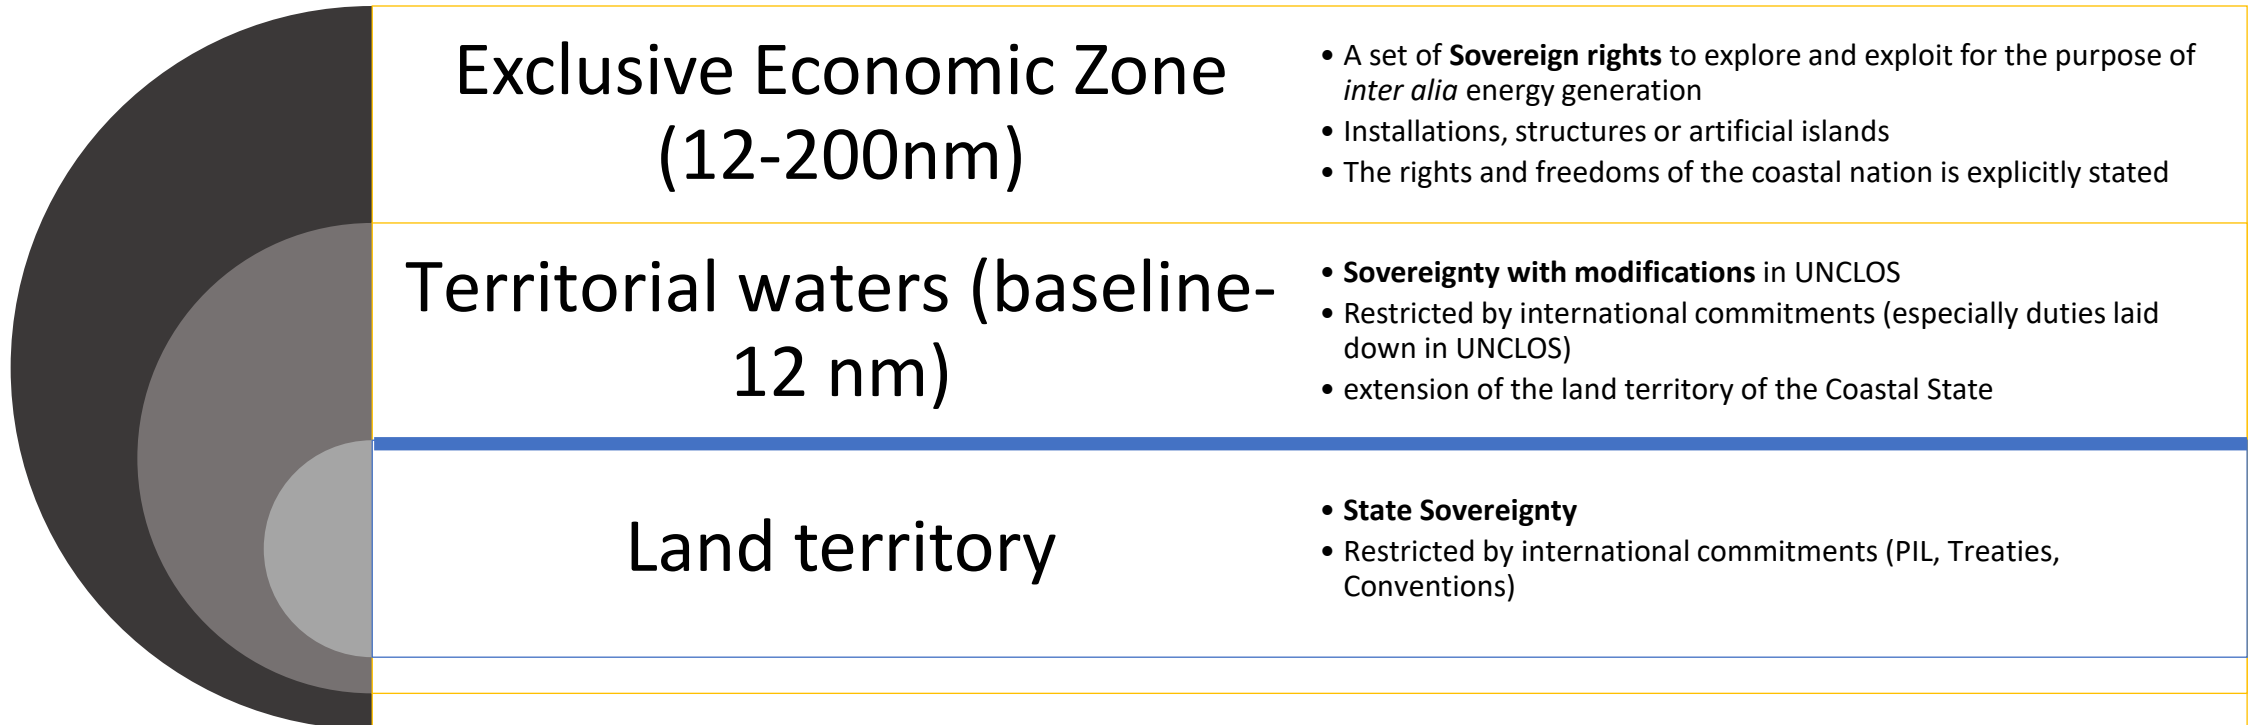 Exclusive Economic Zone
(12-200nm)
• A set of Sovereign rights to explore and exploit for the purpose of
inter alia energy generation
• Installations, structures or artificial islands
• The rights and freedoms of the coastal nation is explicitly stated
Territorial waters (baseline-
12 nm)
• Sovereignty with modifications in UNCLOS
• Restricted by international commitments (especially duties laid
down in UNCLOS)
• extension of the land territory of the Coastal State
Land territory
• State Sovereignty
• Restricted by international commitments (PIL, Treaties,
Conventions)